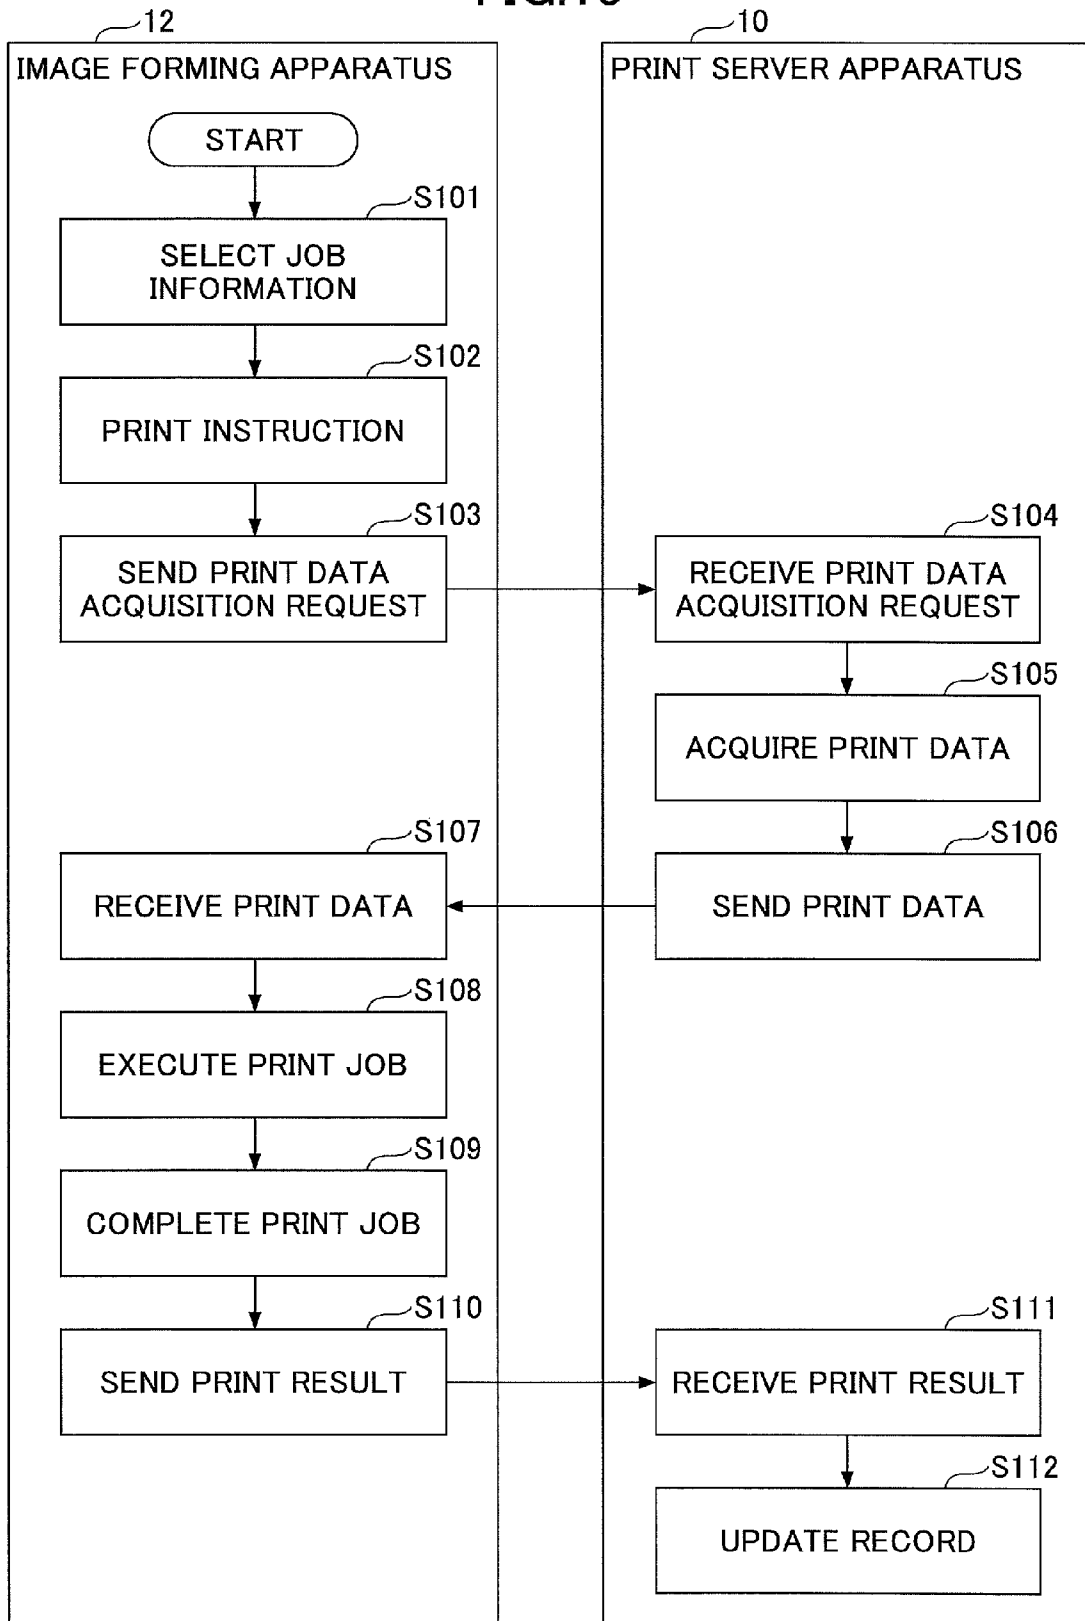 12
IMAGE FORMING APPARATUS
START
S101
SELECT JOB
INFORMATION
S102
PRINT INSTRUCTION
S103
SEND PRINT DATA
ACQUISITION REQUEST
10
PRINT SERVER APPARATUS
S104
RECEIVE PRINT DATA
ACQUISITION REQUEST
S105
ACQUIRE PRINT DATA
S106
SEND PRINT DATA
S107
RECEIVE PRINT DATA
S108
EXECUTE PRINT JOB
S109
COMPLETE PRINT JOB
S110
SEND PRINT RESULT
S111
RECEIVE PRINT RESULT
S112
UPDATE RECORD